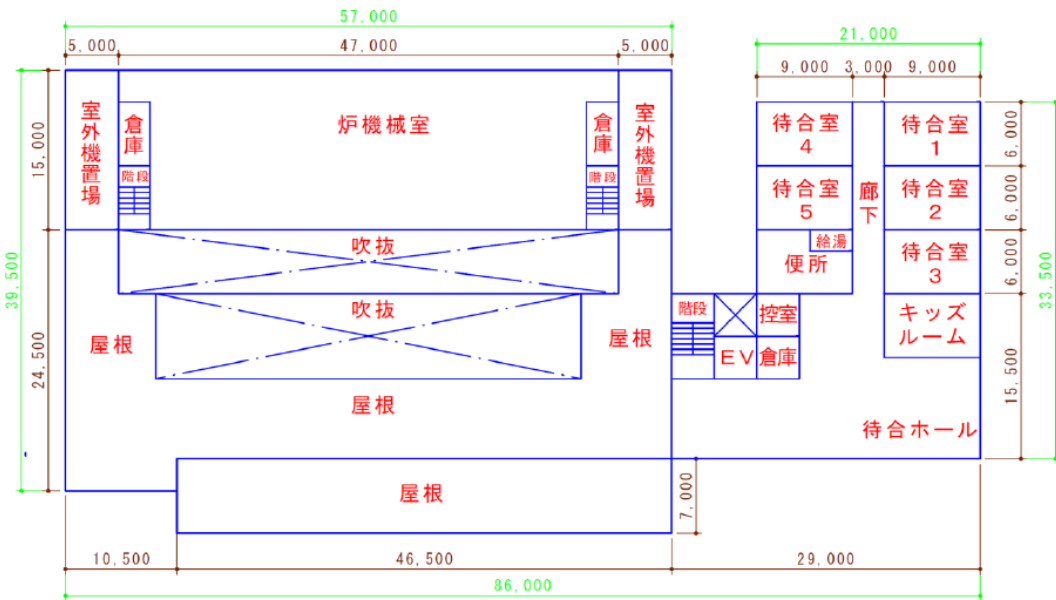 57,000
21,000
5,000
47,000
5,000
9,000
3,000
9,000
室外機置場
倉庫
階段
炉機械室
倉庫
階段
室外機置場
待合室
4
待合室
5
給湯
便所
廊下
待合室
1
待合室
2
待合室
3
キッズ
ルーム
6,000
6,000
6,000
15,500
33,500
15,000
24,500
39,500
吹抜
吹抜
屋根
屋根
屋根
屋根
階段
控室
EV
倉庫
待合ホール
7,000
10,500
46,500
29,000
86,000